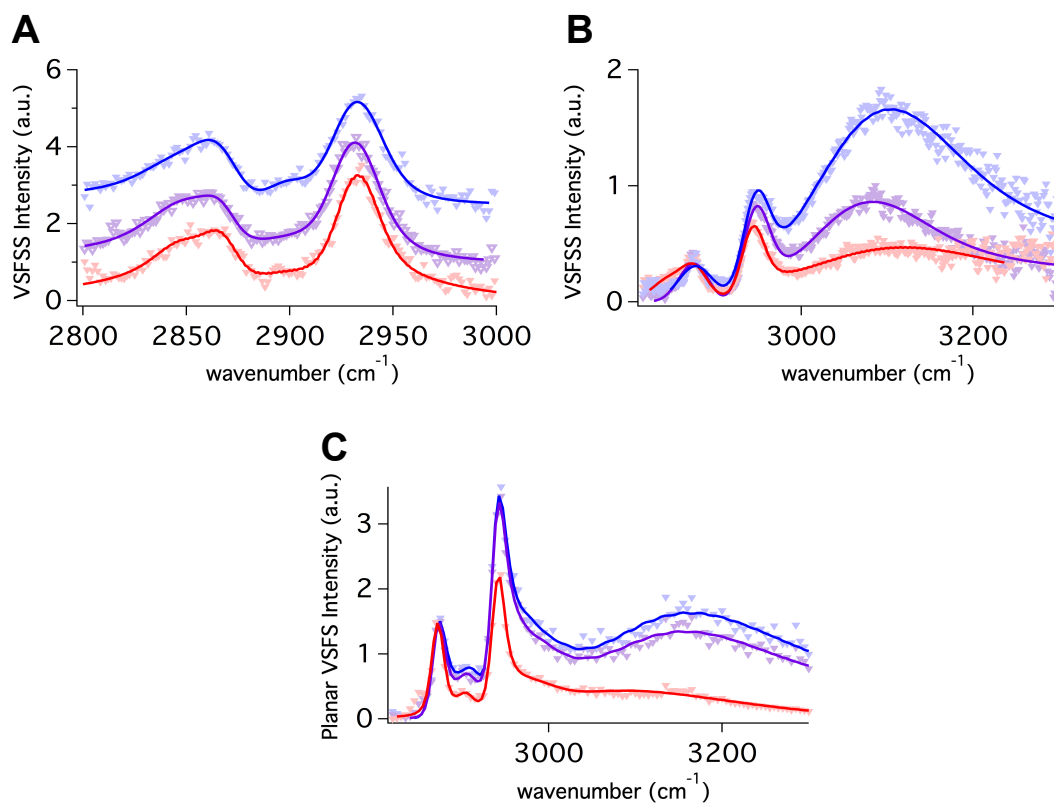 A
VSFSS Intensity (a.u.)
6
4
2
0
2800
2850
2900
2950
3000
wavenumber (cm-1)
B
VSFSS Intensity (a.u.)
2
1
0
3000
3200
wavenumber (cm-1)
C
Planar VSFS Intensity (a.u.)
3
2
1
0
3000
3200
wavenumber (cm-1)